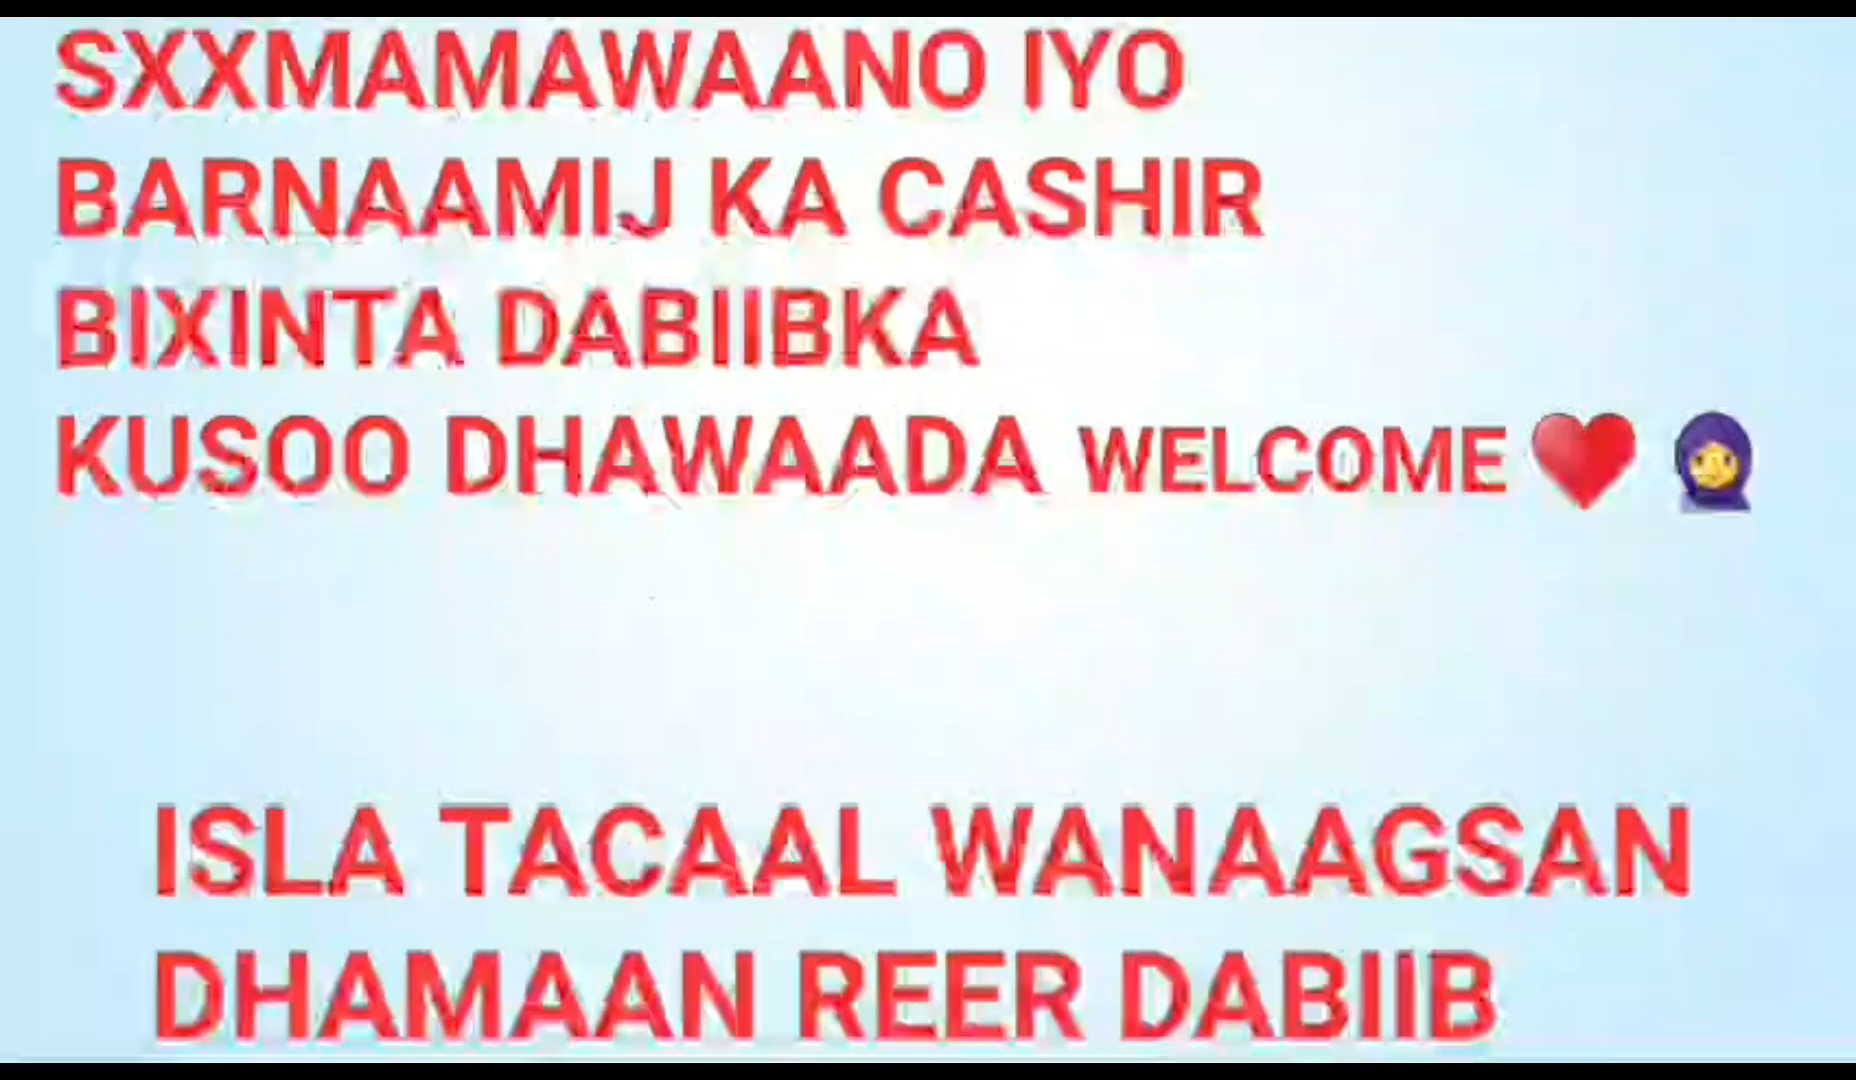 SXXMAMAWAANO IYO
BARNAAMIJ KA CASHIR
BIXINTA DABIIBKA
KUSOO DHAWAADA WELCOME❤️ 🧕
ISLA TACAAL WANAAGSAN
DHAMAAN REER DABIIB